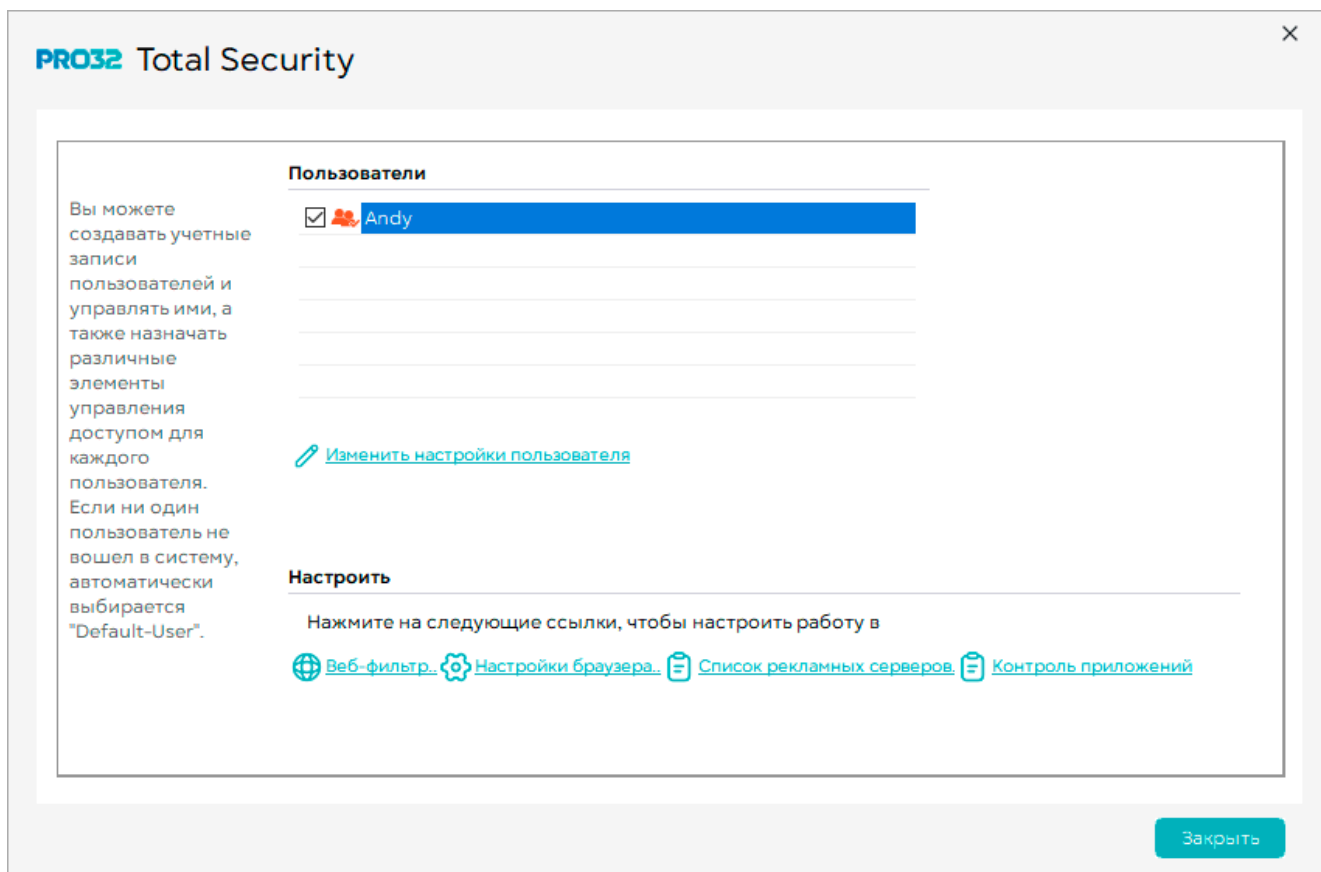 PRO32 Total Security
Пользователи
Andy
Вы можете
создавать учетные
записи
пользователей и
управлять ими, а
также назначать
различные
элементы
управления
доступом для
каждого
пользователя.
Если ни один
пользователь не
вошел в систему,
автоматически
выбирается
"Default-User".
Изменить настройки пользователя
Настроить
Нажмите на следующие ссылки, чтобы настроить работу в
Веб-фильтр.. Настройки браузера.. Список рекламных серверов. Контроль приложений
Закрыть